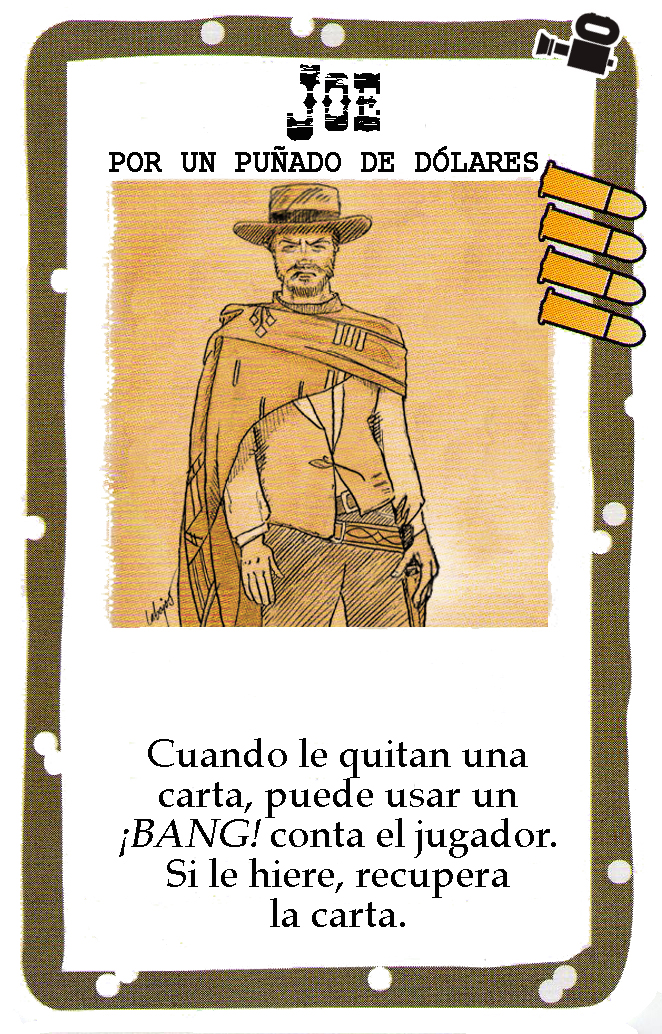 JOE
POR UN PUÑADO DE DÓLARES
Cuando le quitan una
carta, puede usar un
¡BANG! conta el jugador.
Si le hiere, recupera
la carta.